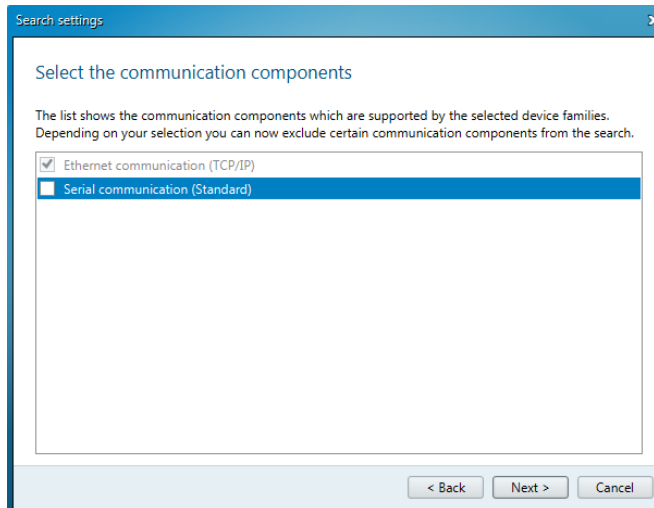 Search settings
Select the communication components
The list shows the communication components which are supported by the selected device families.
Depending on your selection you can now exclude certain communication components from the search.
Ethernet communication (TCP/IP)
Serial communication (Standard)
< Back Next > Cancel